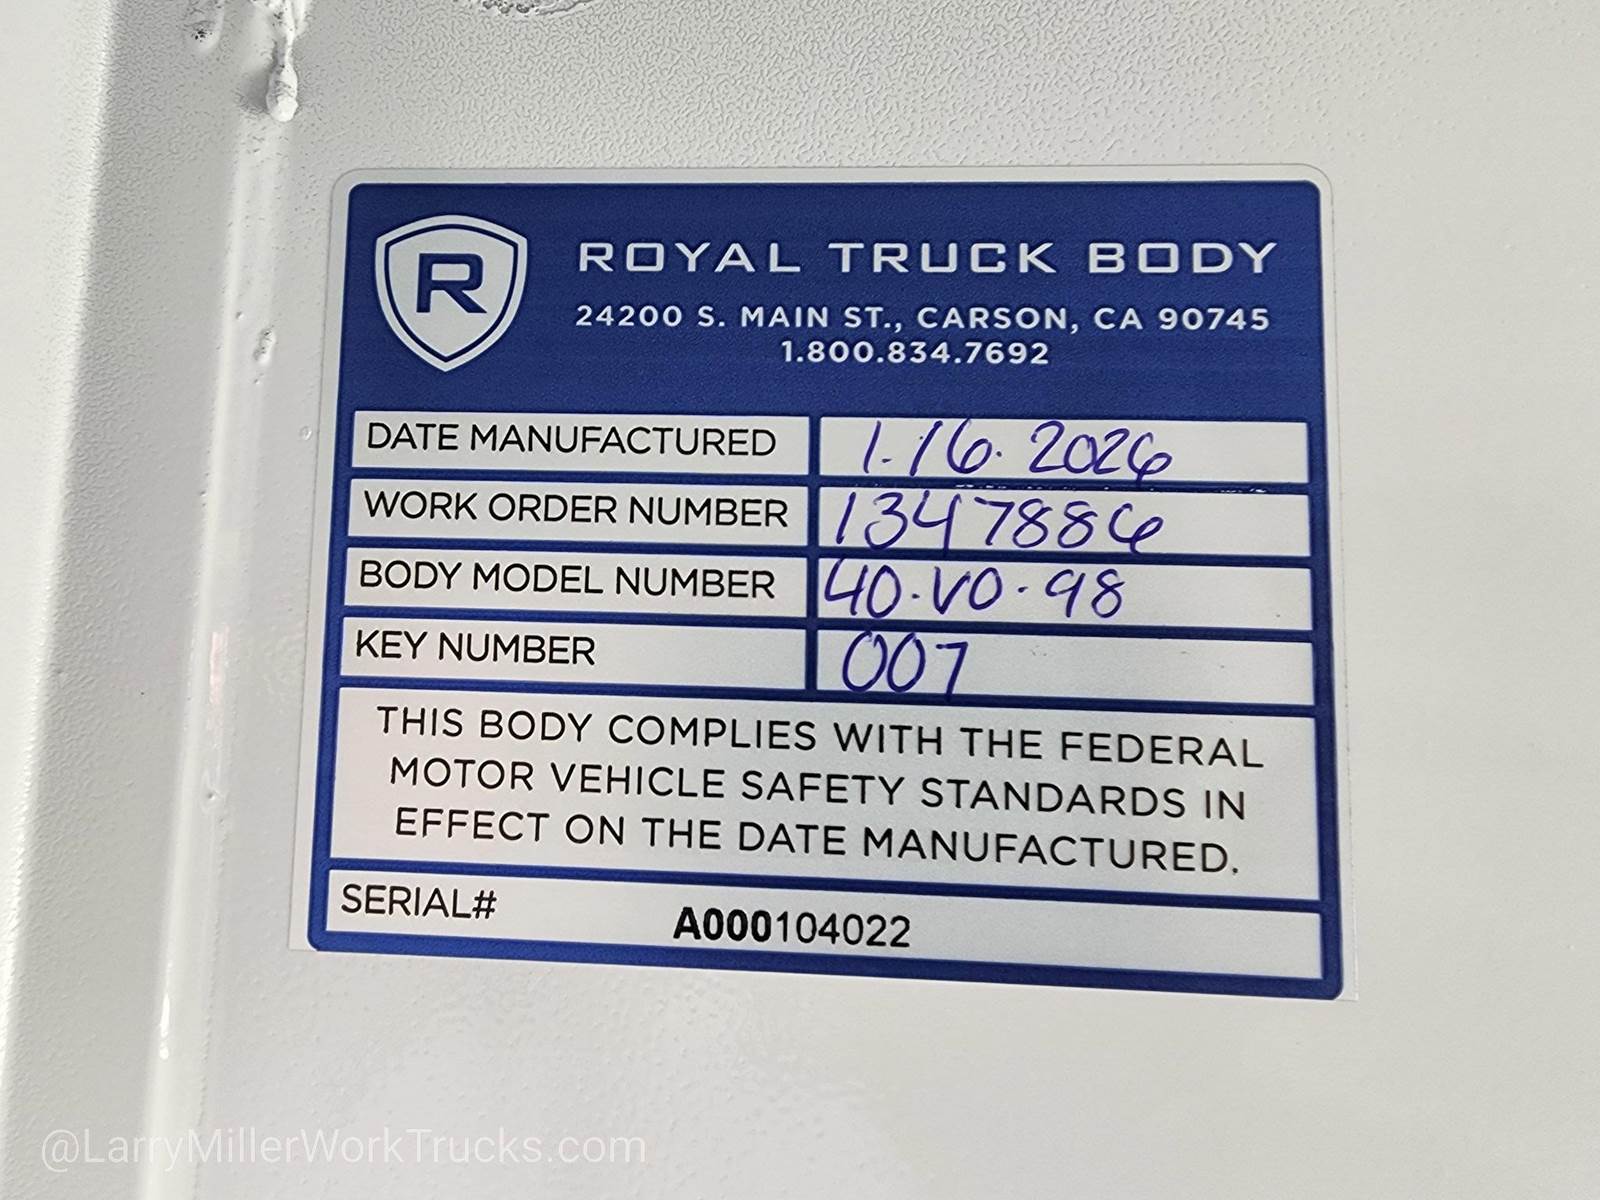 R
ROYAL TRUCK BODY
24200 S. MAIN ST., CARSON, CA 90745
1.800.834.7692
DATE MANUFACTURED 1.16.2026
WORK ORDER NUMBER 1347886
BODY MODEL NUMBER 40-VO-98
KEY NUMBER 007
THIS BODY COMPLIES WITH THE FEDERAL
MOTOR VEHICLE SAFETY STANDARDS IN
EFFECT ON THE DATE MANUFACTURED.
SERIAL# A000104022
@LarryMillerWorkTrucks.com